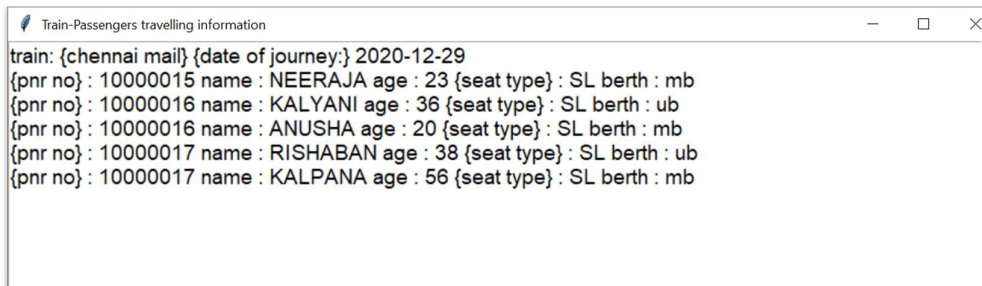 Train-Passengers travelling information
train: {chennai mail} {date of journey:} 2020-12-29
{pnr no} : 10000015 name : NEERAJA age : 23 {seat type} : SL berth : mb
{pnr no} : 10000016 name : KALYANI age : 36 {seat type} : SL berth : ub
{pnr no} : 10000016 name : ANUSHA age : 20 {seat type} : SL berth : mb
{pnr no} : 10000017 name : RISHABAN age : 38 {seat type} : SL berth : ub
{pnr no} : 10000017 name : KALPANA age : 56 {seat type} : SL berth : mb